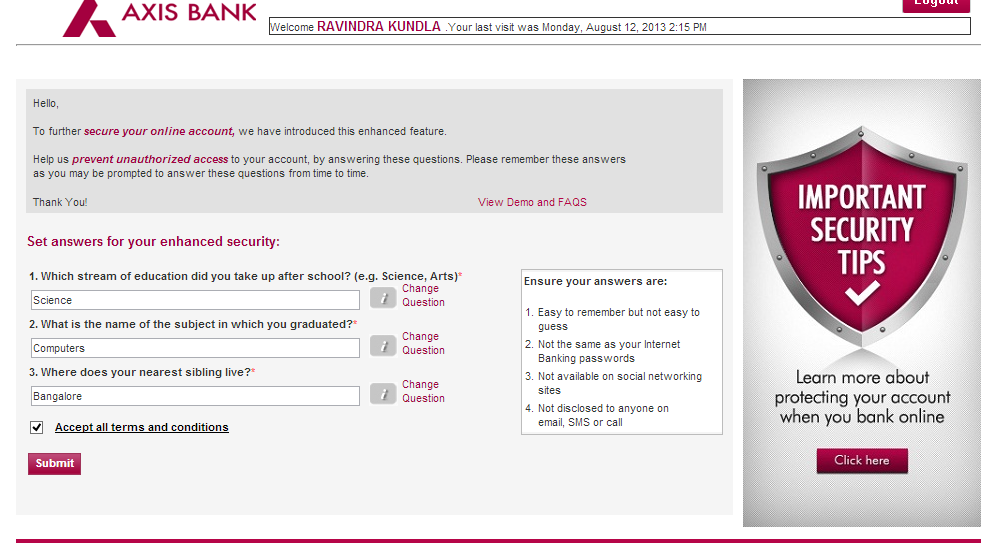 AXIS BANK
Logout
Welcome RAVINDRA KUNDLA .Your last visit was Monday, August 12, 2013 2:15 PM
Hello,
To further secure your online account, we have introduced this enhanced feature.
Help us prevent unauthorized access to your account, by answering these questions. Please remember these answers
as you may be prompted to answer these questions from time to time.
Thank You!
View Demo and FAQS
Set answers for your enhanced security:
1. Which stream of education did you take up after school? (e.g. Science, Arts)*
Science
i
Change
Question
2. What is the name of the subject in which you graduated?*
Computers
i
Change
Question
3. Where does your nearest sibling live?*
Bangalore
i
Change
Question
Accept all terms and conditions
Submit
Ensure your answers are:
1. Easy to remember but not easy to
guess
2. Not the same as your Internet
Banking passwords
3. Not available on social networking
sites
4. Not disclosed to anyone on
email, SMS or call
IMPORTANT
SECURITY
TIPS
Learn more about
protecting your account
when you bank online
Click here